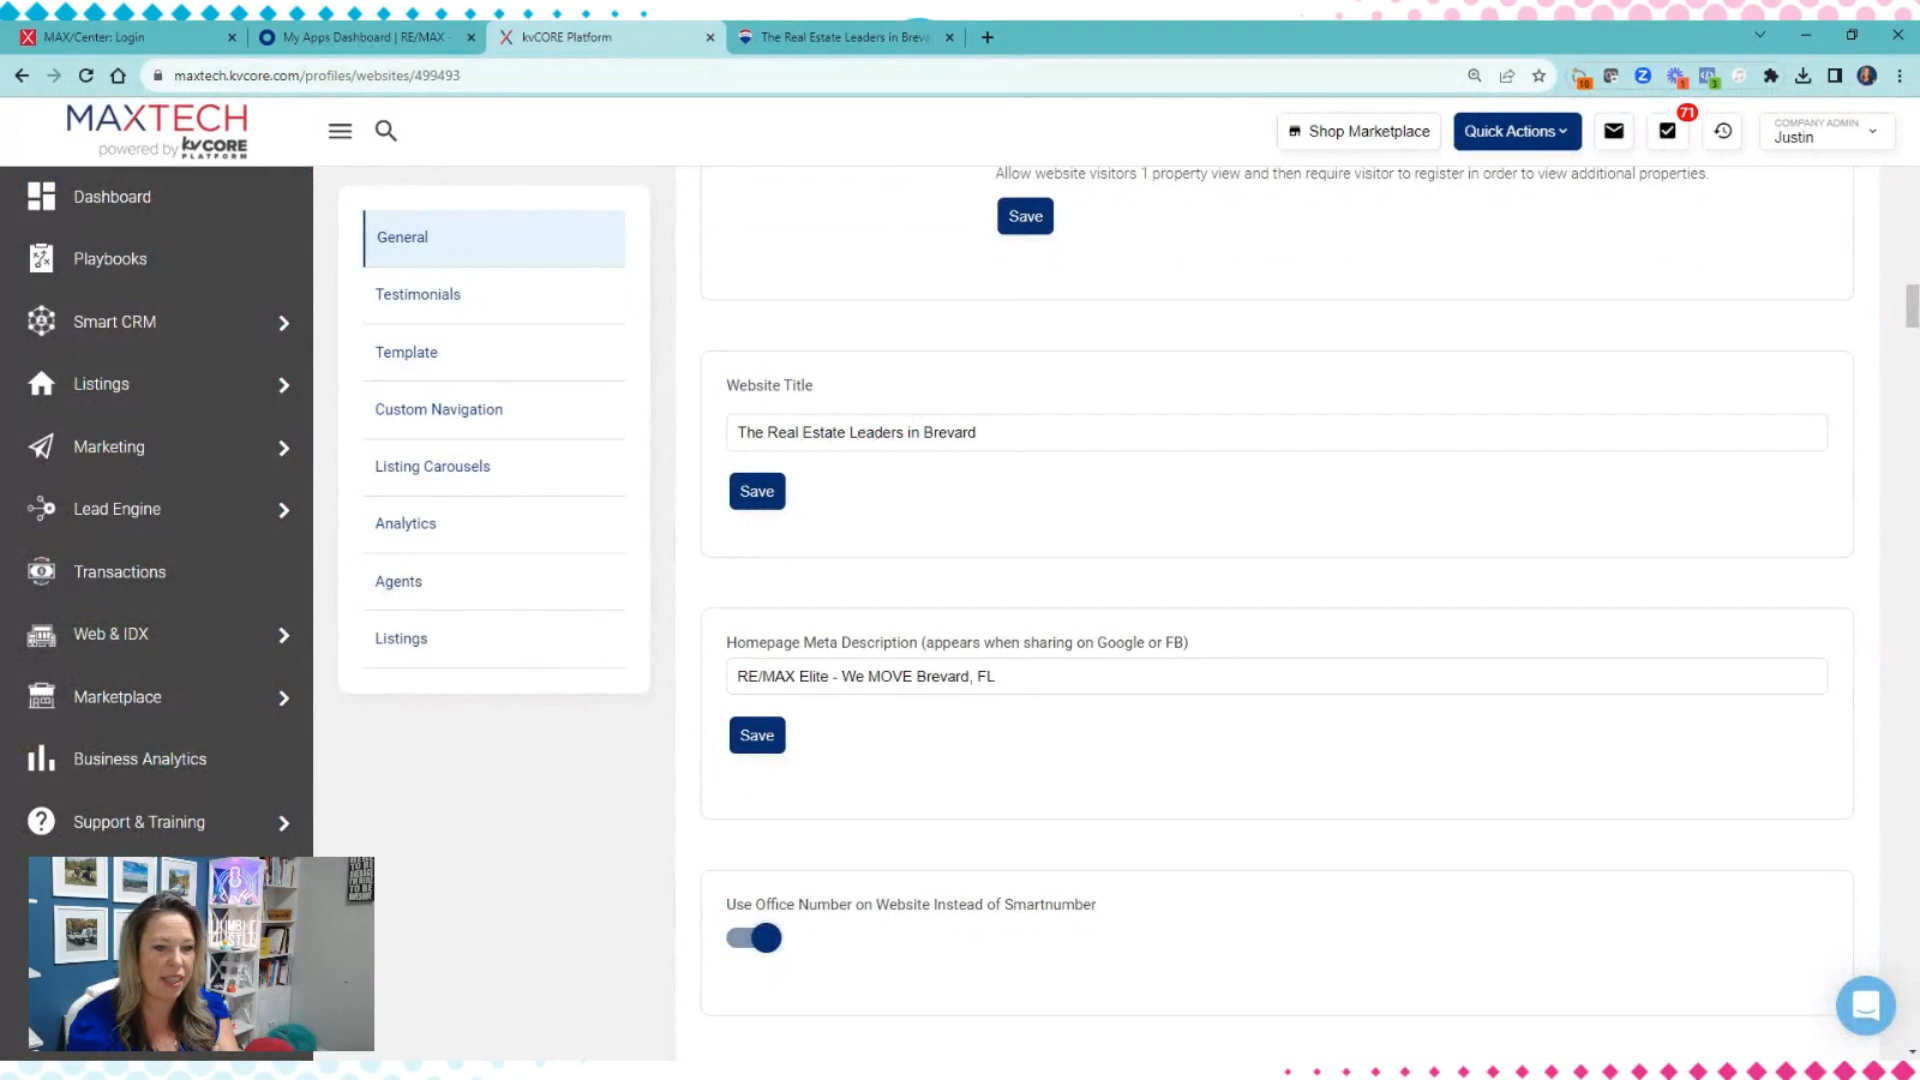 MAX/Center: Login
My Apps Dashboard | RE/MAX -
kvCORE Platform
The Real Estate Leaders in Breva
maxtech.kvcore.com/profiles/websites/499493
10
1
3
MAXTECH
powered by kvCORE
PLATFORM
Shop Marketplace
Quick Actions
71
COMPANY ADMIN
Justin
Dashboard
Playbooks
Smart CRM
Listings
Marketing
Lead Engine
Transactions
Web & IDX
Marketplace
Business Analytics
Support & Training
General
Testimonials
Template
Custom Navigation
Listing Carousels
Analytics
Agents
Listings
Allow website visitors 1 property view and then require visitor to register in order to view additional properties.
Save
Website Title
The Real Estate Leaders in Brevard
Save
Homepage Meta Description (appears when sharing on Google or FB)
RE/MAX Elite - We MOVE Brevard, FL
Save
Use Office Number on Website Instead of Smartnumber